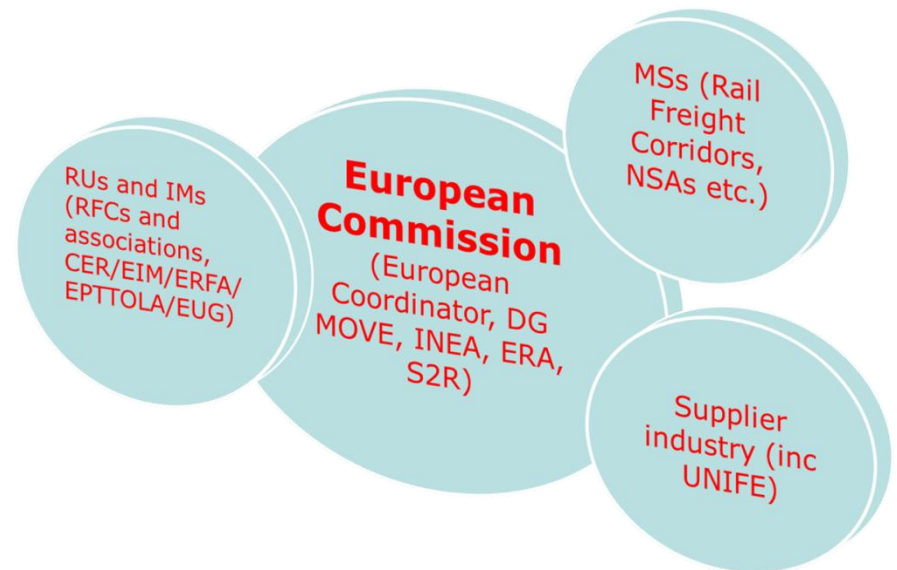 RUs and IMs
(RFCs and
associations,
CER/EIM/ERFA/
EPTTOLA/EUG)
European
Commission
(European
Coordinator, DG
MOVE, INEA, ERA,
S2R)
MSs (Rail
Freight
Corridors,
NSAs etc.)
Supplier
industry (inc
UNIFE)